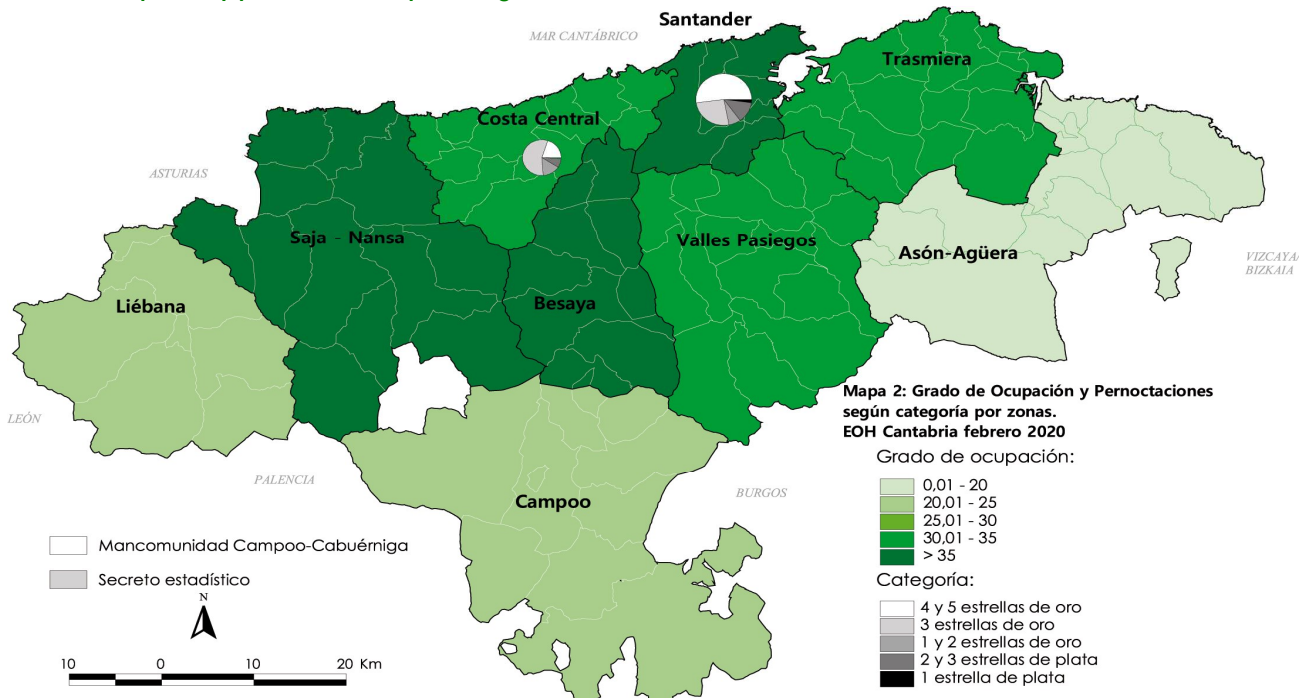 Santander
MAR CANTÁBRICO
Trasmiera
Costa Central
ASTURIAS
Saja - Nansa
Valles Pasiegos
Asón-Agüera
VIZCAYA/
BIZKAIA
Liébana
Besaya
LEÓN
PALENCIA
Campoo
BURGOS
Mapa 2: Grado de Ocupación y Pernoctaciones
según categoría por zonas.
EOH Cantabria febrero 2020
Grado de ocupación:
0,01 - 20
20,01 - 25
25,01 - 30
30,01 - 35
> 35
Categoría:
4 y 5 estrellas de oro
3 estrellas de oro
1 y 2 estrellas de oro
2 y 3 estrellas de plata
1 estrella de plata
Mancomunidad Campoo-Cabuérniga
Secreto estadístico
N
10 0 10 20 Km